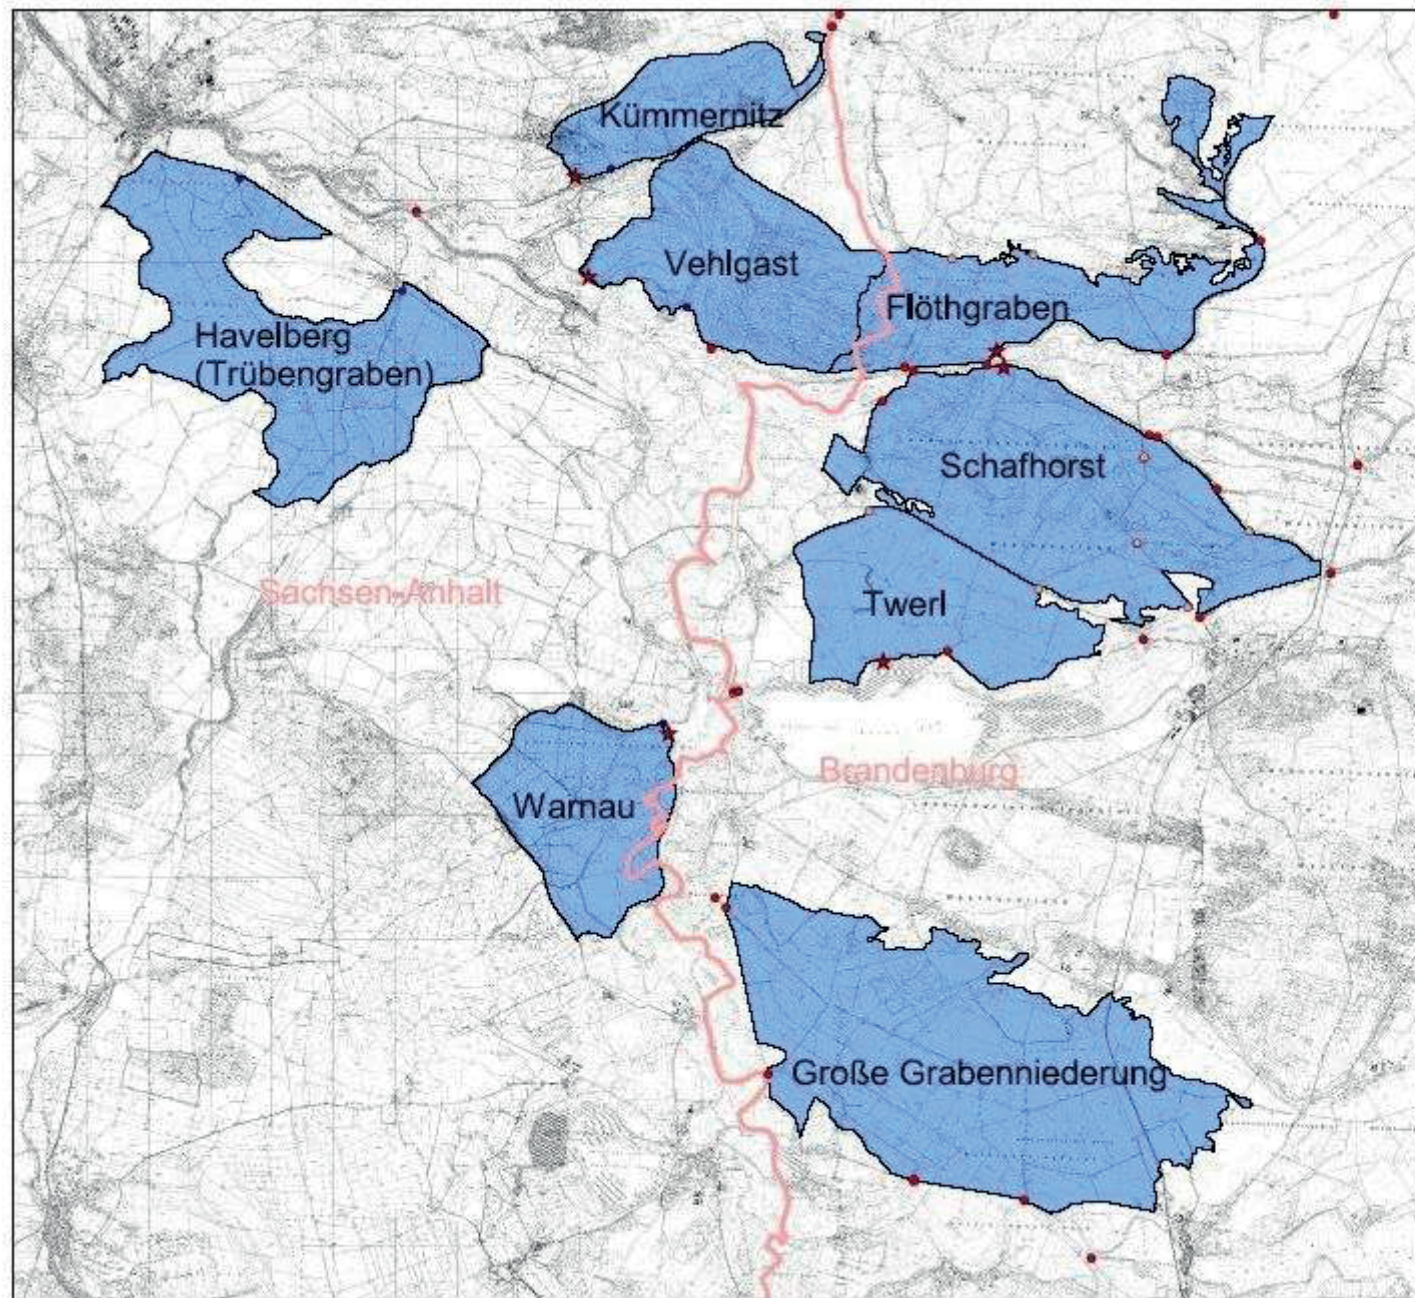 Kümmernitz
Vehlgast
Flöthgraben
Havelberg
(Trübengraben)
Schafhorst
Sachsen-Anhalt
Twerl
Brandenburg
Warnau
Große Grabenniederung